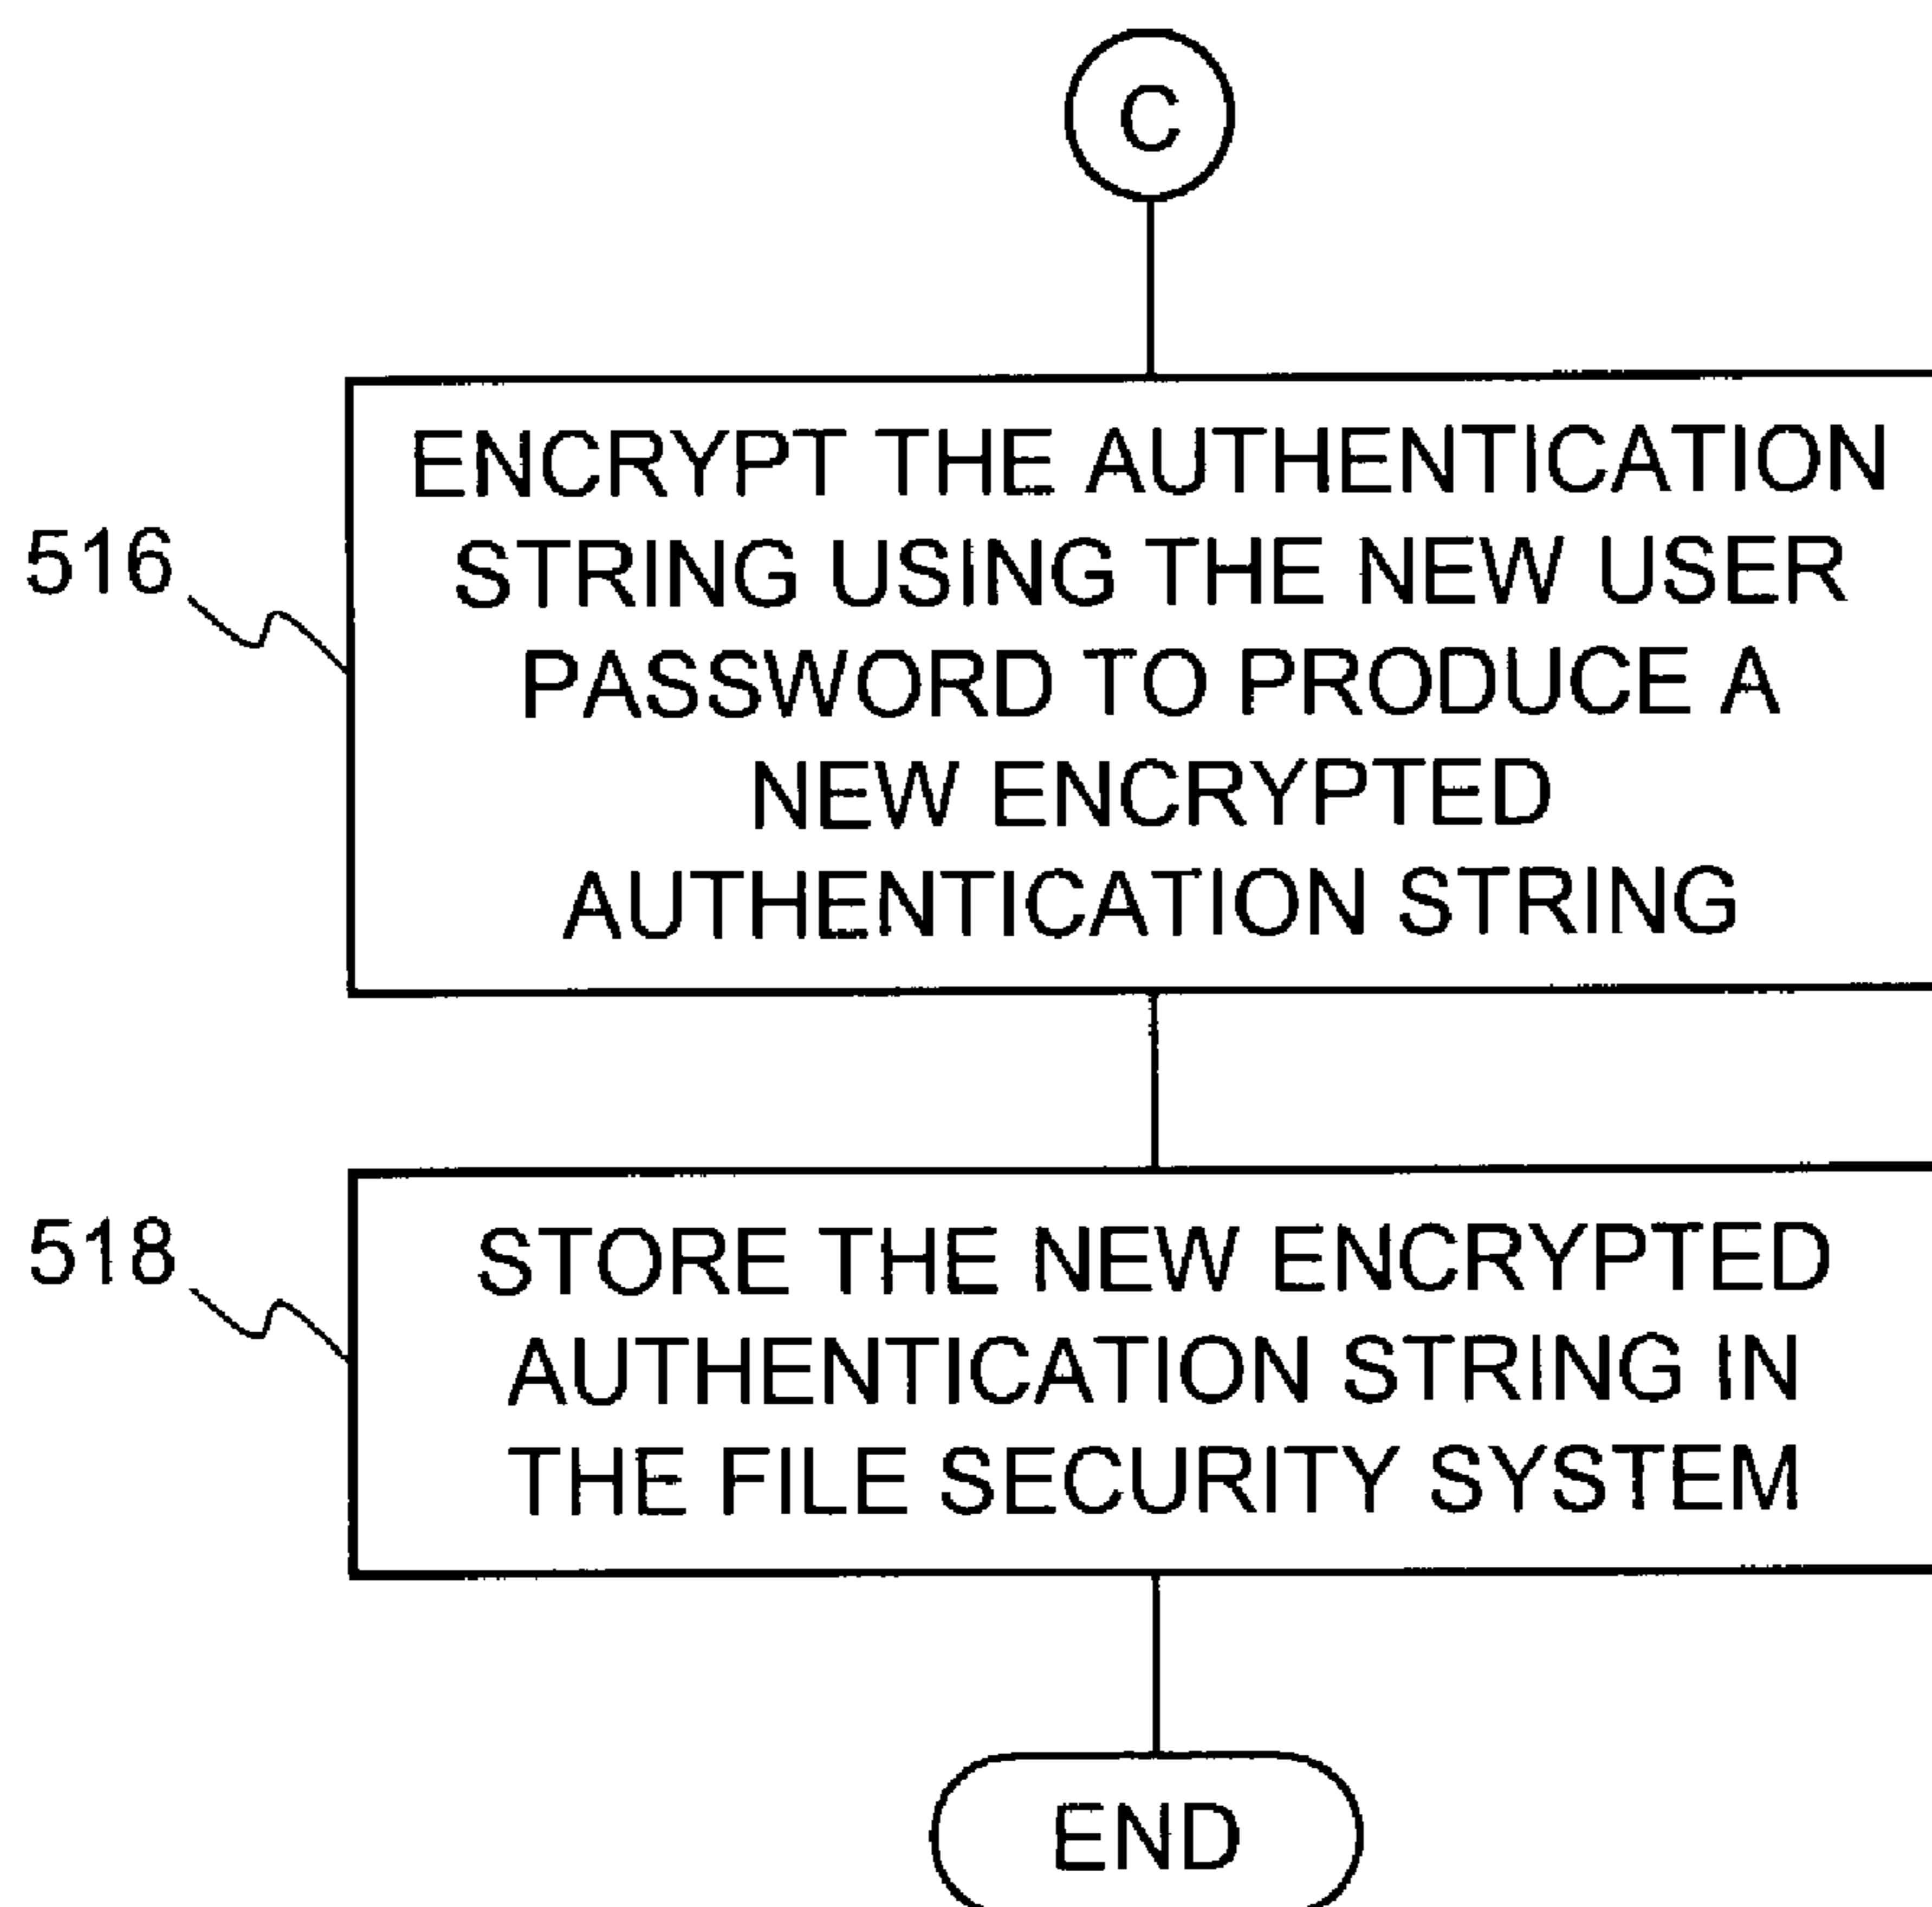 C
ENCRYPT THE AUTHENTICATION
STRING USING THE NEW USER
PASSWORD TO PRODUCE A
NEW ENCRYPTED
AUTHENTICATION STRING
516
STORE THE NEW ENCRYPTED
AUTHENTICATION STRING IN
THE FILE SECURITY SYSTEM
518
END